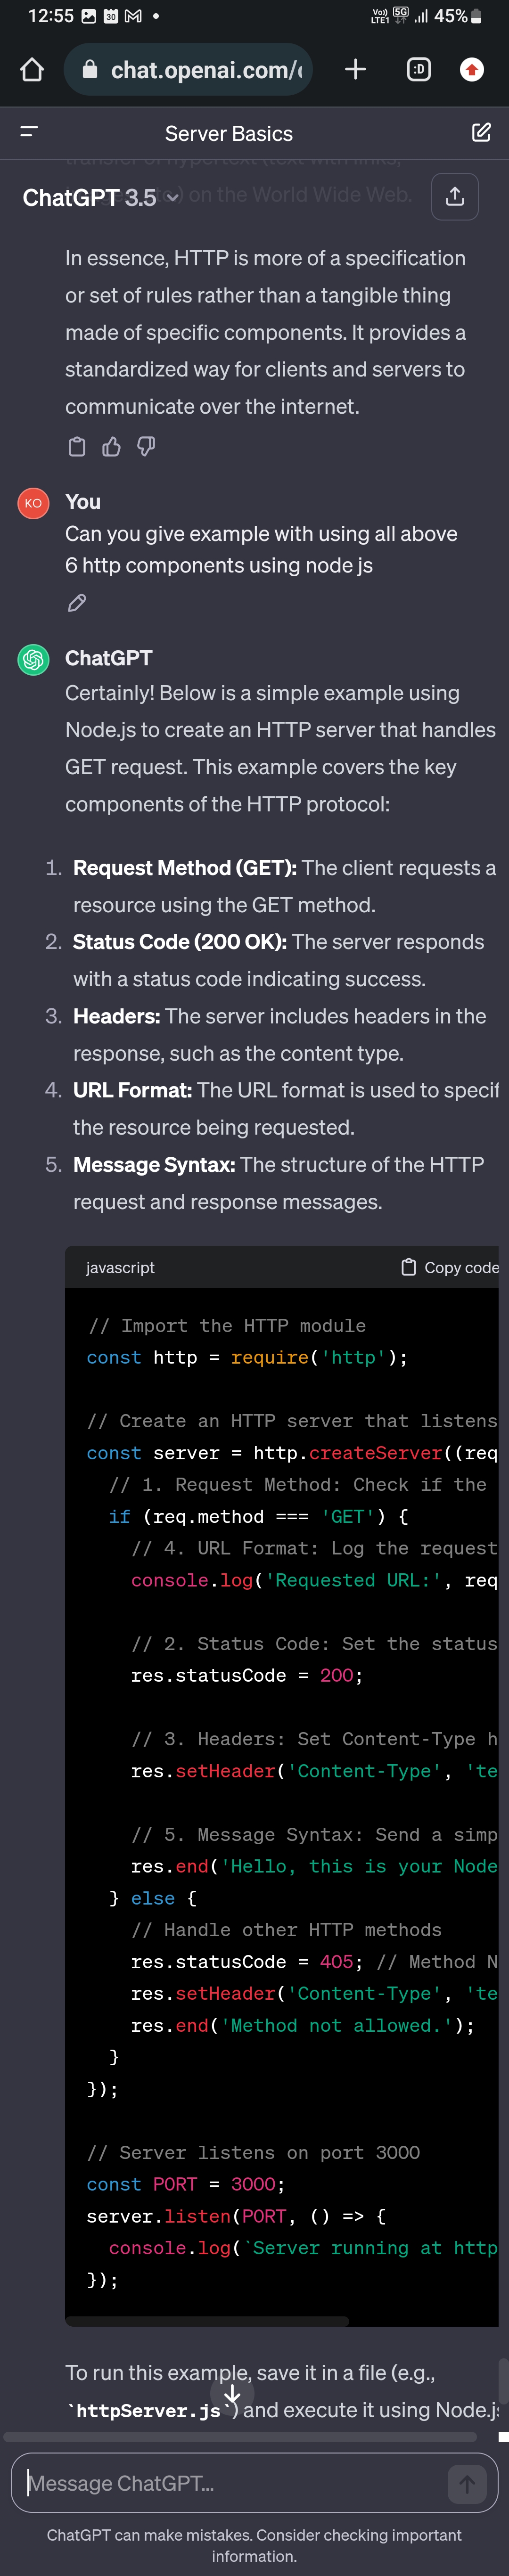 12:55
30
Vo))
LTE1
5G
45%
chat.openai.com/c
:D
Server Basics
transfer of hypertext (text with links,
on the World Wide Web.
ChatGPT 3.5
In essence, HTTP is more of a specification
or set of rules rather than a tangible thing
made of specific components. It provides a
standardized way for clients and servers to
communicate over the internet.
KO
You
Can you give example with using all above
6 http components using node js
ChatGPT
Certainly! Below is a simple example using
Node.js to create an HTTP server that handles
GET request. This example covers the key
components of the HTTP protocol:
1. Request Method (GET): The client requests a
resource using the GET method.
2. Status Code (200 OK): The server responds
with a status code indicating success.
3. Headers: The server includes headers in the
response, such as the content type.
4. URL Format: The URL format is used to specif
the resource being requested.
5. Message Syntax: The structure of the HTTP
request and response messages.
javascript
Copy code
// Import the HTTP module
const http = require('http');
// Create an HTTP server that listens
const server = http.createServer((req
// 1. Request Method: Check if the
if (req.method === 'GET') {
// 4. URL Format: Log the request
console.log('Requested URL:', req
// 2. Status Code: Set the status
res.statusCode = 200;
// 3. Headers: Set Content-Type h
res.setHeader('Content-Type', 'te
// 5. Message Syntax: Send a simp
res.end('Hello, this is your Node
} else {
// Handle other HTTP methods
res.statusCode = 405; // Method N
res.setHeader('Content-Type', 'te
res.end('Method not allowed.');
}
});
// Server listens on port 3000
const PORT = 3000;
server.listen(PORT, () => {
console.log(`Server running at http
});
To run this example, save it in a file (e.g.,
`httpServer.js`) and execute it using Node.js
Message ChatGPT...
ChatGPT can make mistakes. Consider checking important
information.